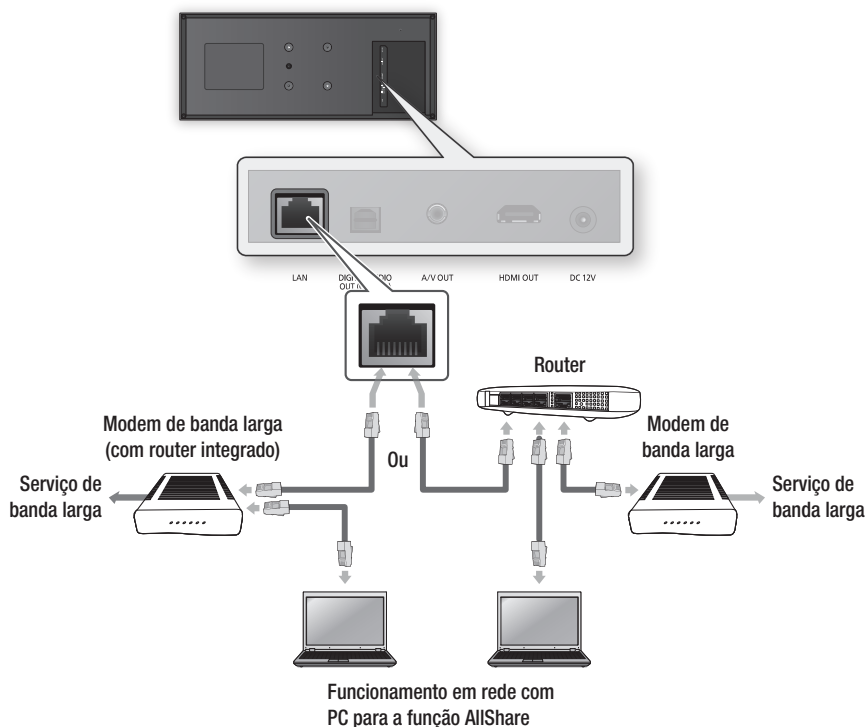 LAN
OUT
A/V OUT
HDMI OUT
DC 12V
Router
Modem de banda larga
(com router integrado)
Ou
Modem de
banda larga
Serviço de
banda larga
Serviço de
banda larga
Funcionamento em rede com
PC para a função AllShare